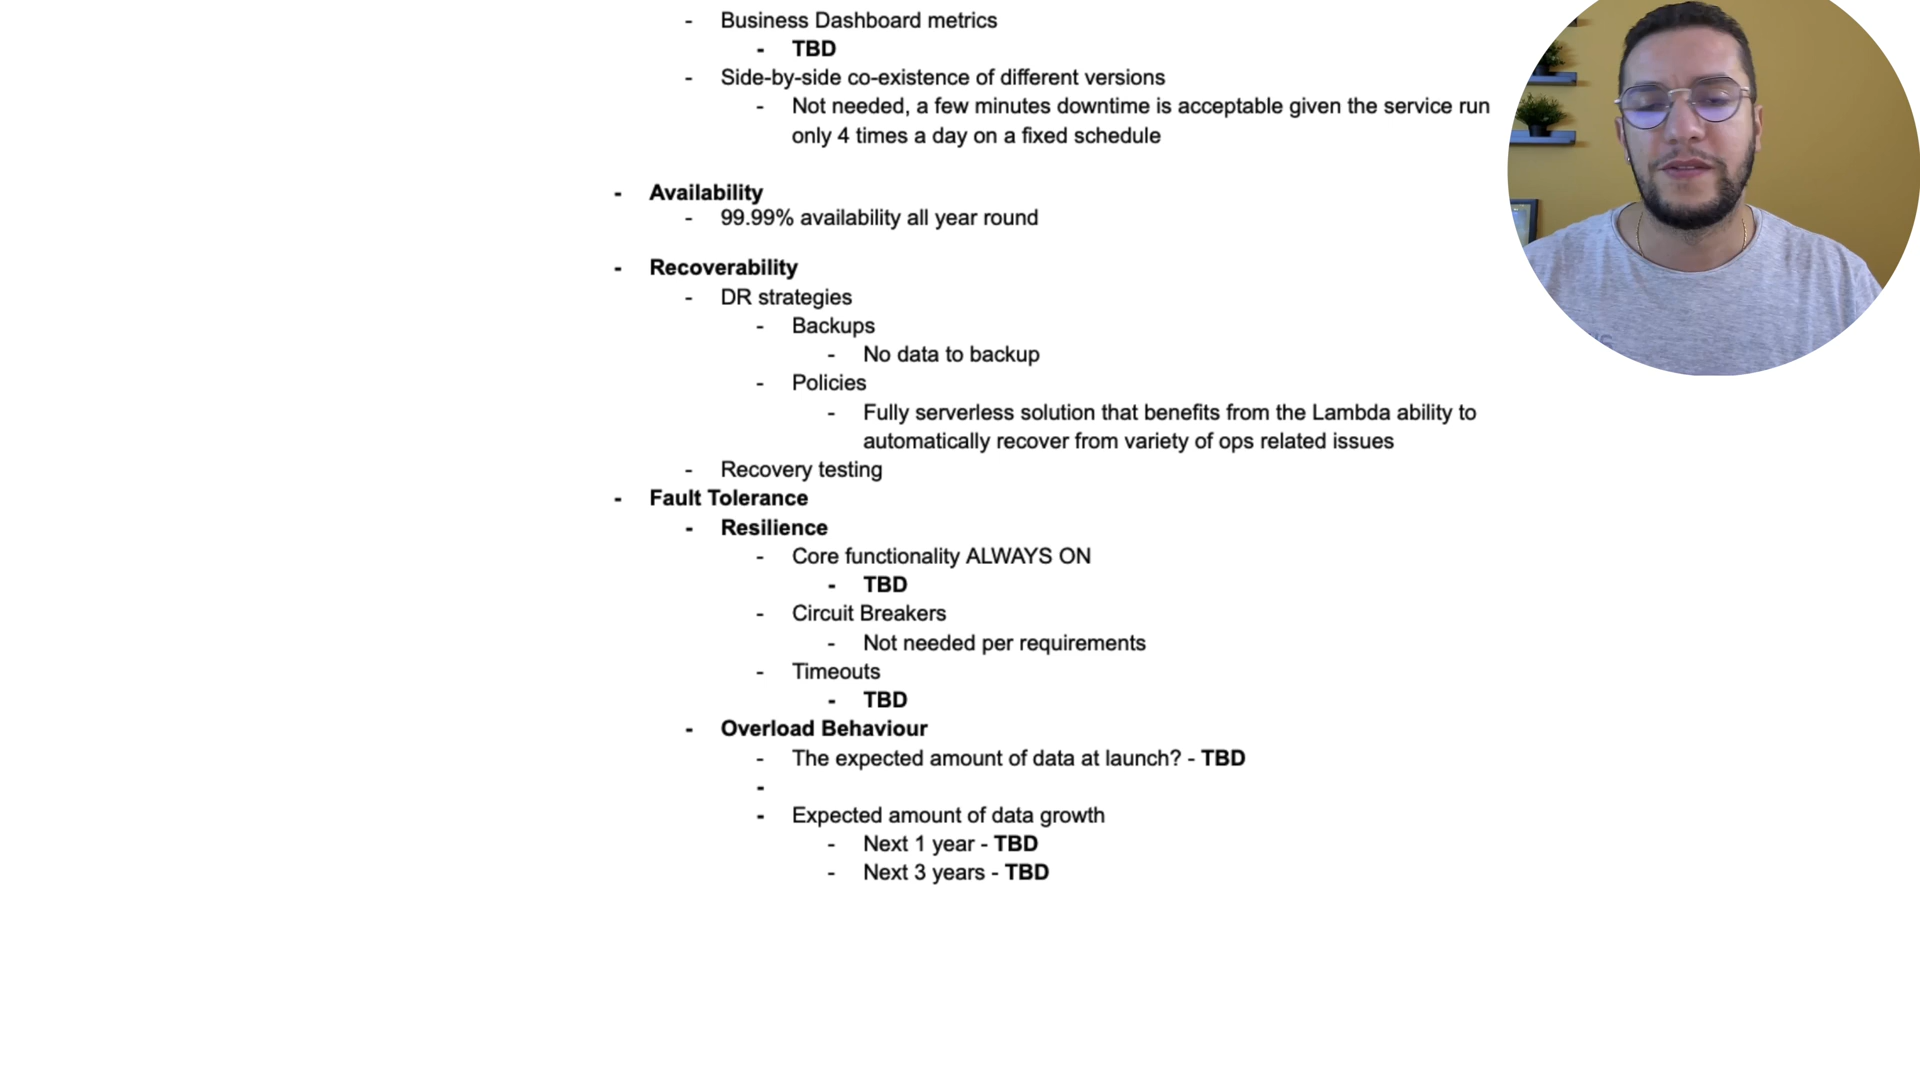 - Business Dashboard metrics
- TBD
- Side-by-side co-existence of different versions
- Not needed, a few minutes downtime is acceptable given the service run
only 4 times a day on a fixed schedule
- Availability
- 99.99% availability all year round
- Recoverability
- DR strategies
- Backups
- No data to backup
- Policies
- Fully serverless solution that benefits from the Lambda ability to
automatically recover from variety of ops related issues
- Recovery testing
- Fault Tolerance
- Resilience
- Core functionality ALWAYS ON
- TBD
- Circuit Breakers
- Not needed per requirements
- Timeouts
- TBD
- Overload Behaviour
- The expected amount of data at launch? - TBD
-
- Expected amount of data growth
- Next 1 year - TBD
- Next 3 years - TBD